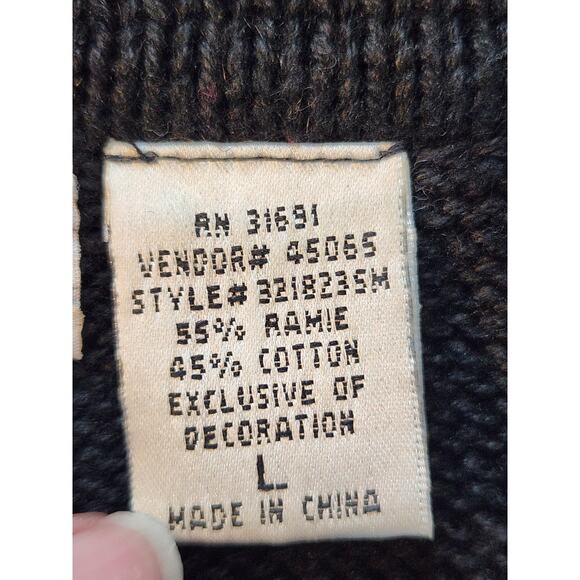 RN 31691
VENDOR# 45065
STYLE# 321823SM
55% RAMIE
45% COTTON
EXCLUSIVE OF
DECORATION
L
MADE IN CHINA